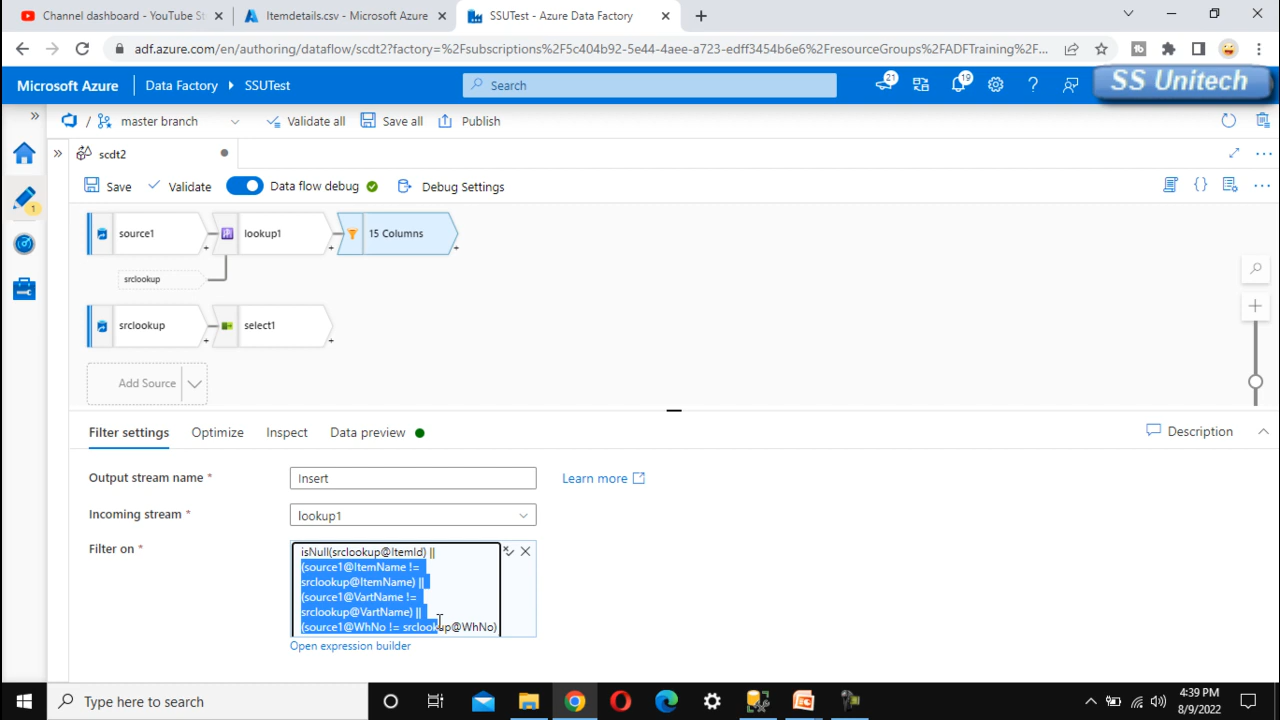 Channel dashboard - YouTube St
Itemdetails.csv - Microsoft Azure
SSUTest - Azure Data Factory
adf.azure.com/en/authoring/dataflow/scdt2?factory=%2Fsubscriptions%2F5c404b92-5e44-4aee-a723-edff3454b6e6%2FresourceGroups%2FADFTraining%2F...
Microsoft Azure
Data Factory
SSUTest
Search
21
19
SS Unitech
/
master branch
Validate all
Save all
Publish
scdt2
Save
Validate
Data flow debug
Debug Settings
1
source1
lookup1
15 Columns
srclookup
srclookup
select1
Add Source
Filter settings
Optimize
Inspect
Data preview
Description
Output stream name *
Insert
Learn more
Incoming stream *
lookup1
Filter on *
isNull(srclookup@ItemId) ||
(source1@ItemName !=
srclookup@ItemName) ||
(source1@VartName !=
srclookup@VartName) ||
(source1@WhNo != srclookup@WhNo)
Open expression builder
Type here to search
4:39 PM
8/9/2022